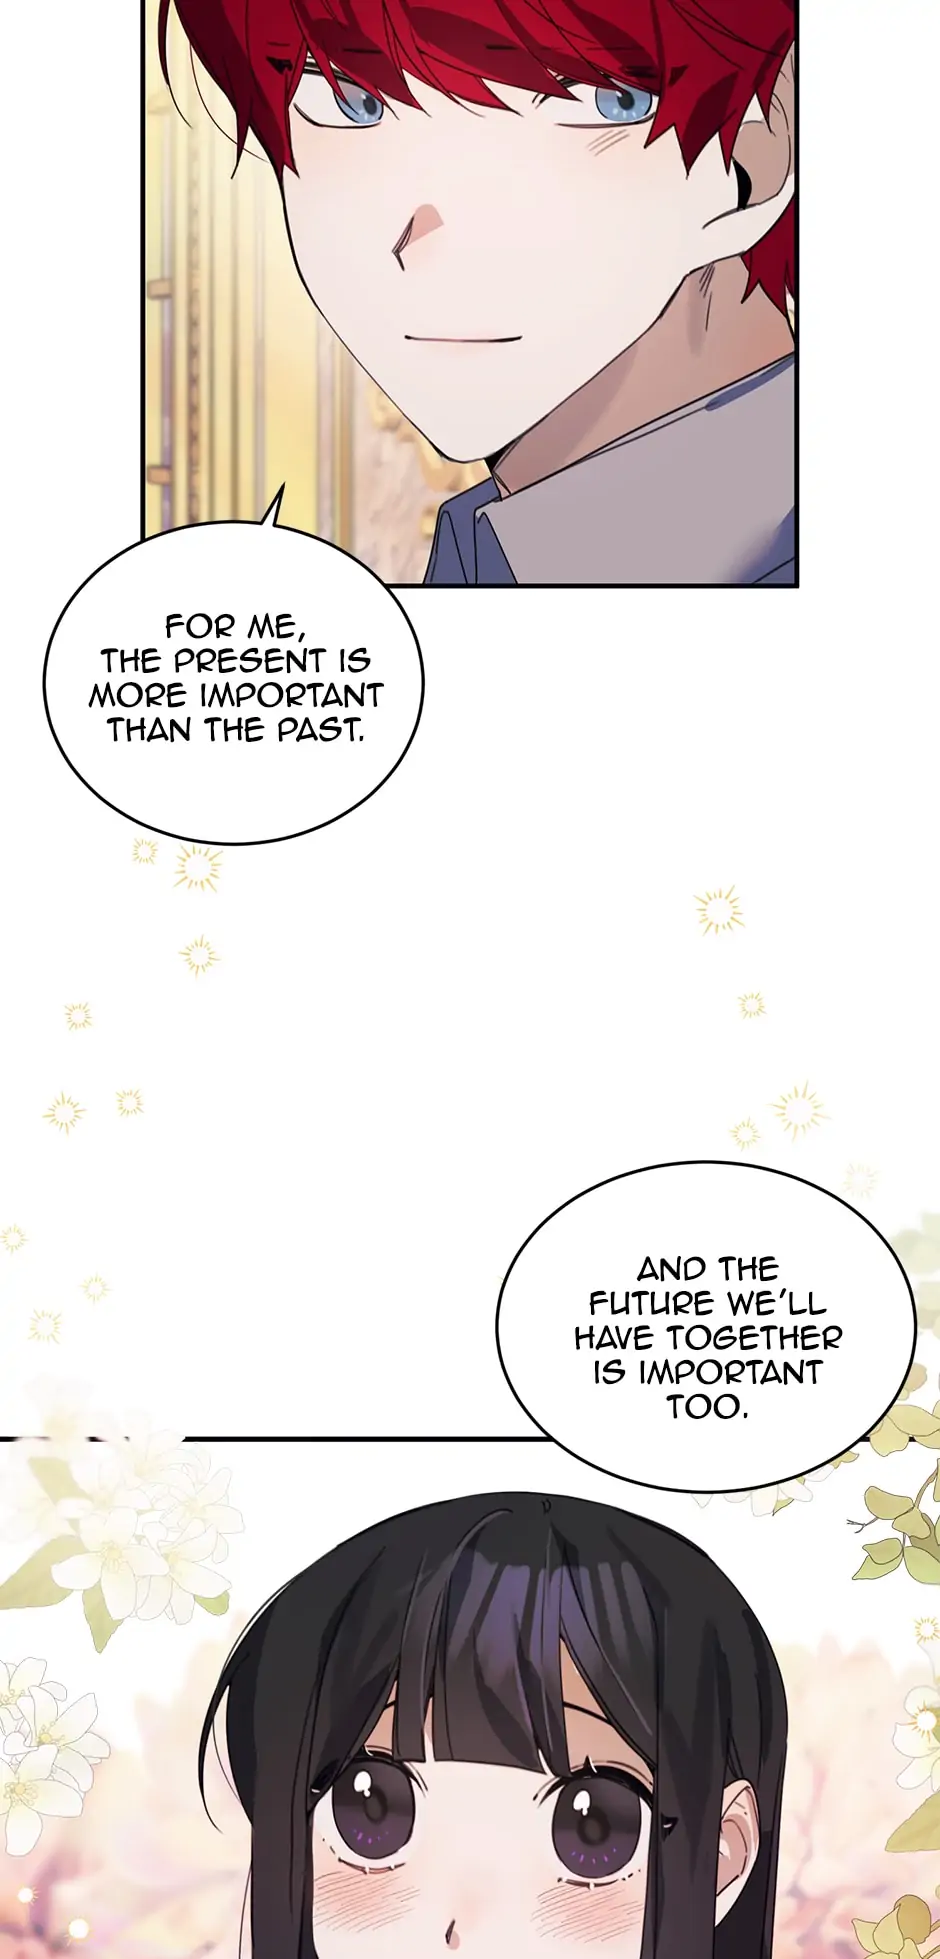 FOR ME,
THE PRESENT IS
MORE IMPORTANT
THAN THE PAST.
AND THE
FUTURE WE'LL
HAVE TOGETHER
IS IMPORTANT
TOO.